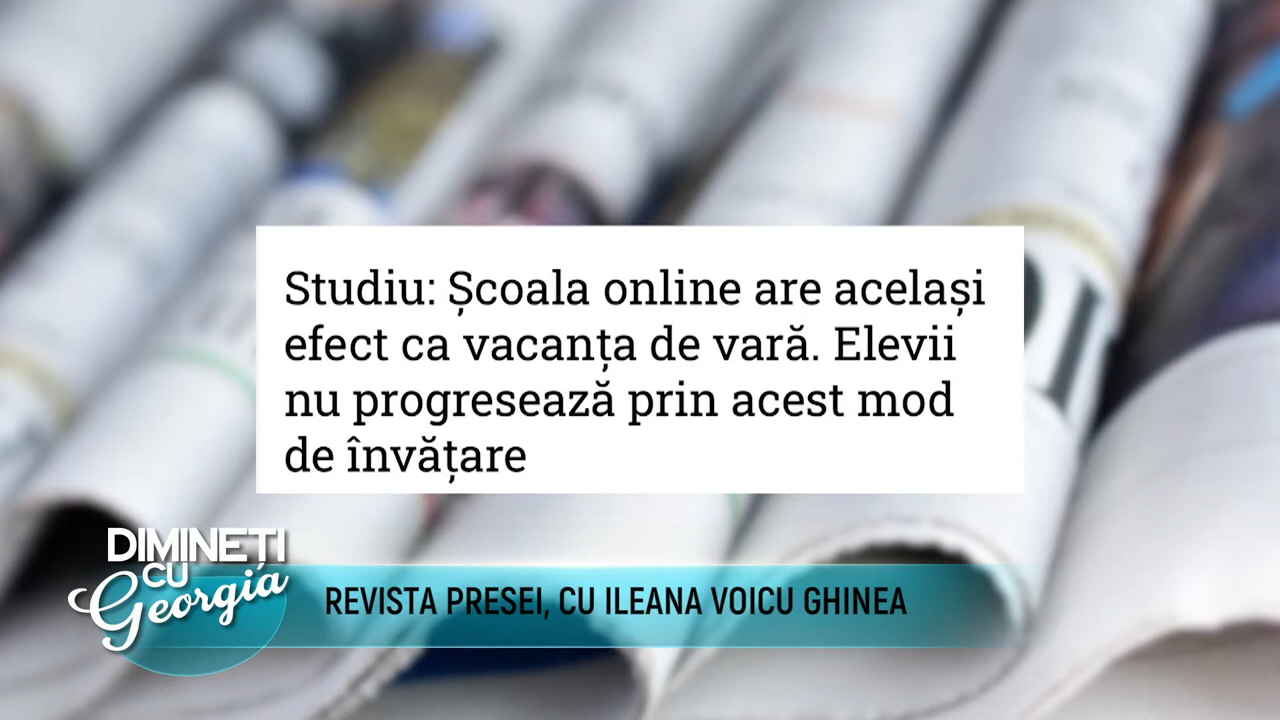 Studiu: Școala online are același
efect ca vacanța de vară. Elevii
nu progresează prin acest mod
de învățare
DIMINEȚI
CU
Georgia
REVISTA PRESEI, CU ILEANA VOICU GHINEA